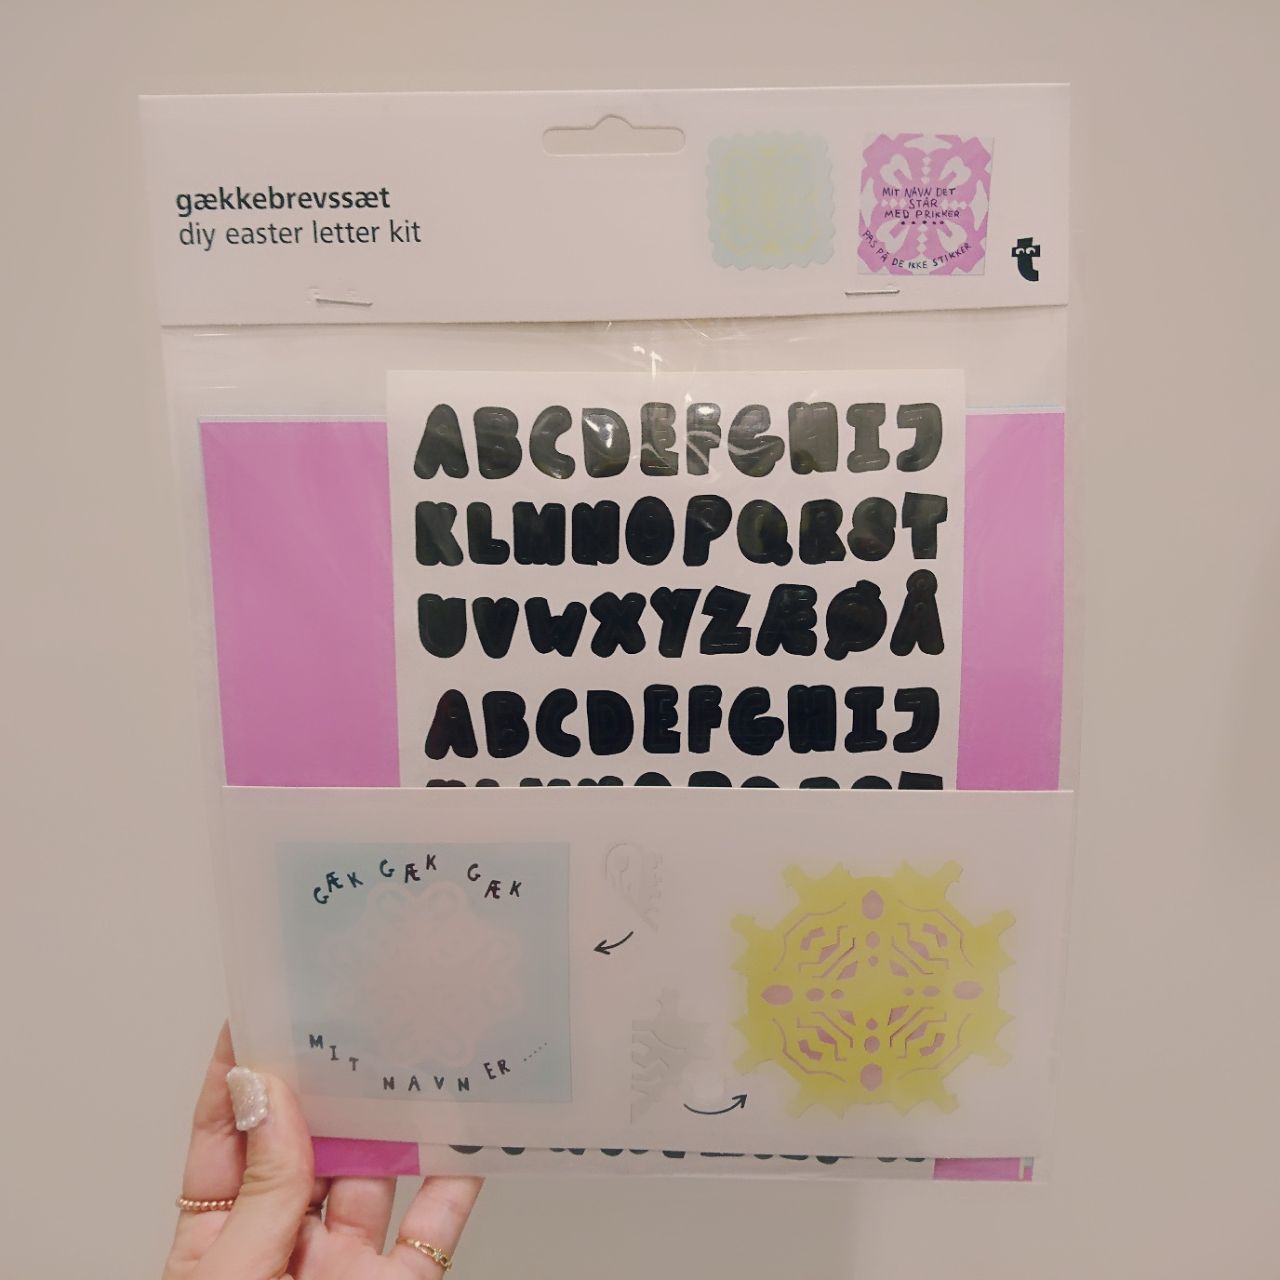 gækkebrevssæt
diy easter letter kit
MIT NAVN DET
STÅR
MED PRIKKER
.....
PAS PÅ DE IKKE STIKKER
t
ABCDEFGHIJ
KLMNOPQRST
UVWXYZÆØÅ
ABCDEFGHIJ
GÆK GÆK GÆK
MIT NAVN ER .....